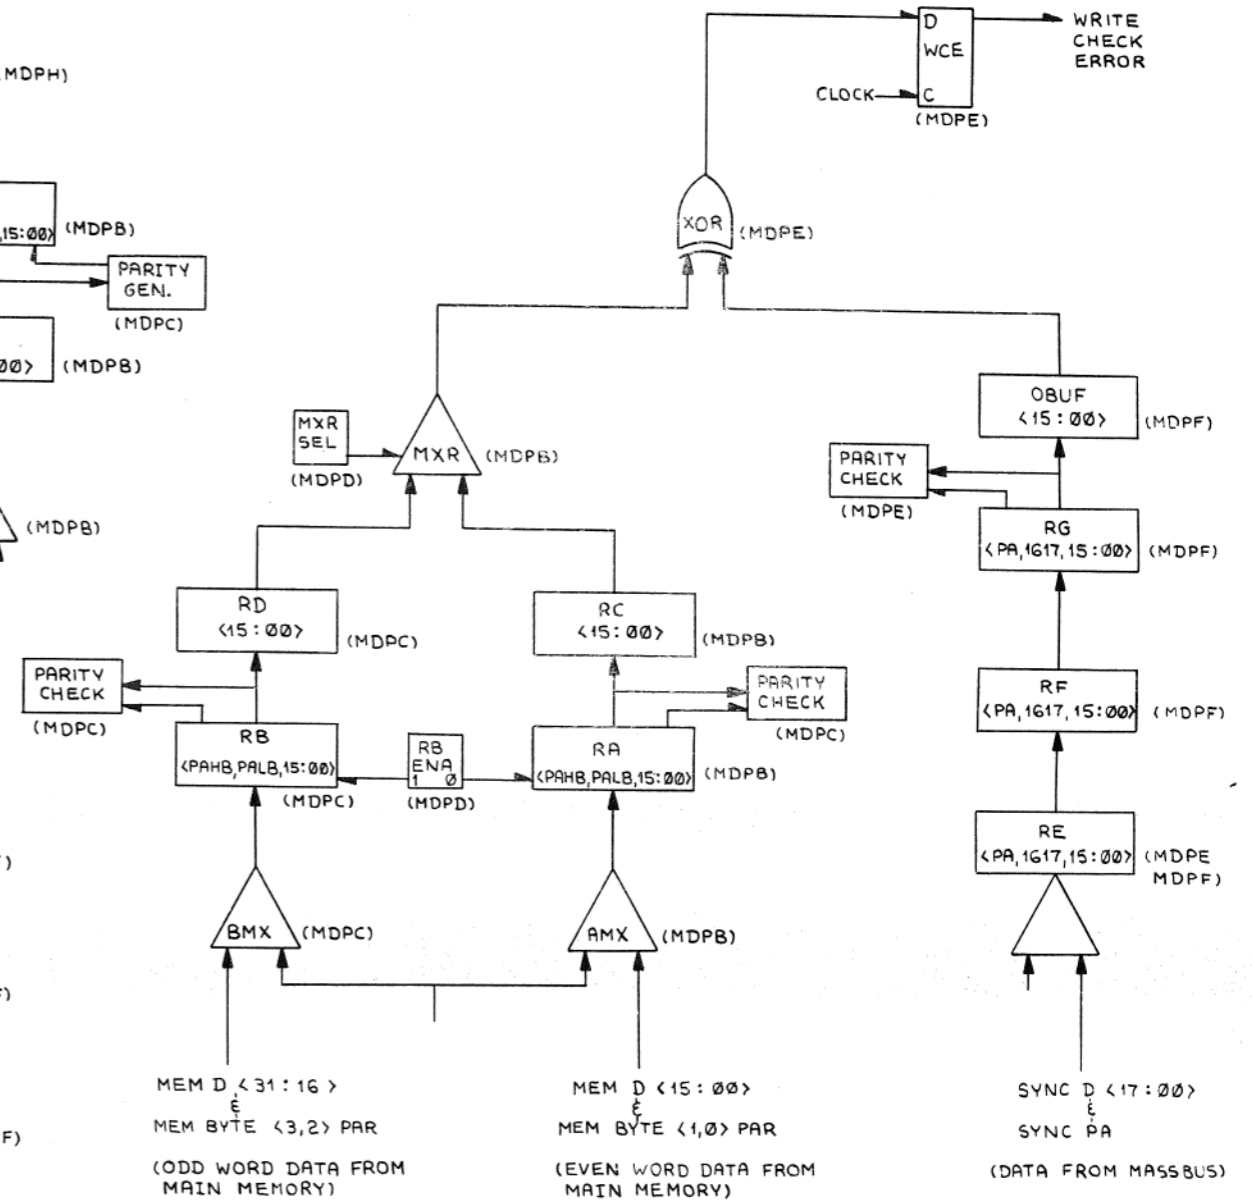 WRITE
CHECK
ERROR
D
WCE
CLOCK
C
(MDPE)
MDPH)
XOR
(MDPE)
,15:00>
(MDPB)
PARITY
GEN.
(MDPC)
00>
(MDPB)
OBUF
<15:00>
(MDPF)
MXR
SEL
(MDPD)
MXR
(MDPB)
PARITY
CHECK
(MDPE)
RG
<PA,1617,15:00>
(MDPF)
(MDPB)
RD
<15:00>
(MDPC)
RC
<15:00>
(MDPB)
PARITY
CHECK
(MDPC)
PARITY
CHECK
(MDPC)
RF
<PA,1617,15:00>
(MDPF)
RB
<PAHB,PALB,15:00>
(MDPC)
RB
ENA
1 0
(MDPD)
RA
<PAHB,PALB,15:00>
(MDPB)
RE
<PA,1617,15:00>
(MDPE
MDPF)
BMX
(MDPC)
AMX
(MDPB)
F)
F)
MEM D <31:16>
&
MEM BYTE <3,2> PAR
(ODD WORD DATA FROM
MAIN MEMORY)
MEM D <15:00>
&
MEM BYTE <1,0> PAR
(EVEN WORD DATA FROM
MAIN MEMORY)
SYNC D <17:00>
&
SYNC PA
(DATA FROM MASSBUS)